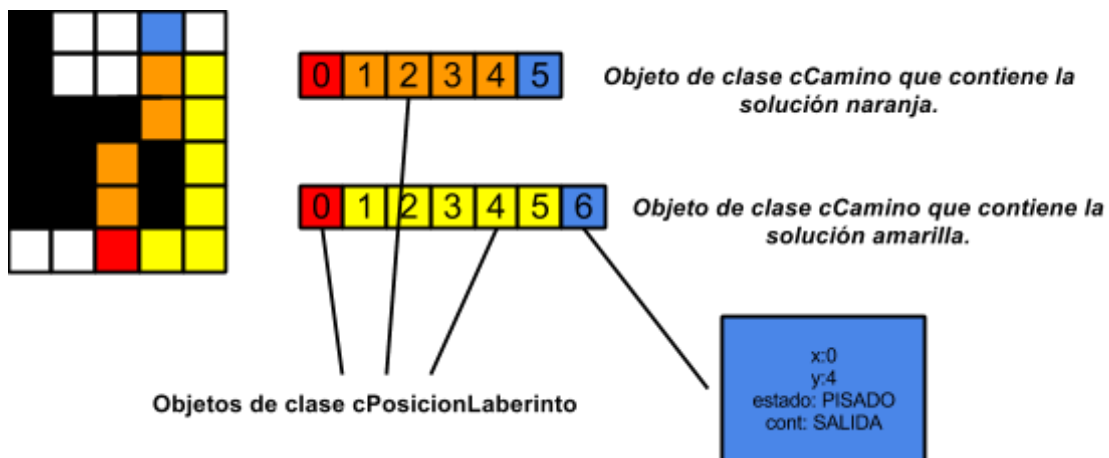 0 1 2 3 4 5
Objeto de clase cCamino que contiene la
solución naranja.
0 1 2 3 4 5 6
Objeto de clase cCamino que contiene la
solución amarilla.
Objetos de clase cPosicionLaberinto
x:0
y:4
estado: PISADO
cont: SALIDA